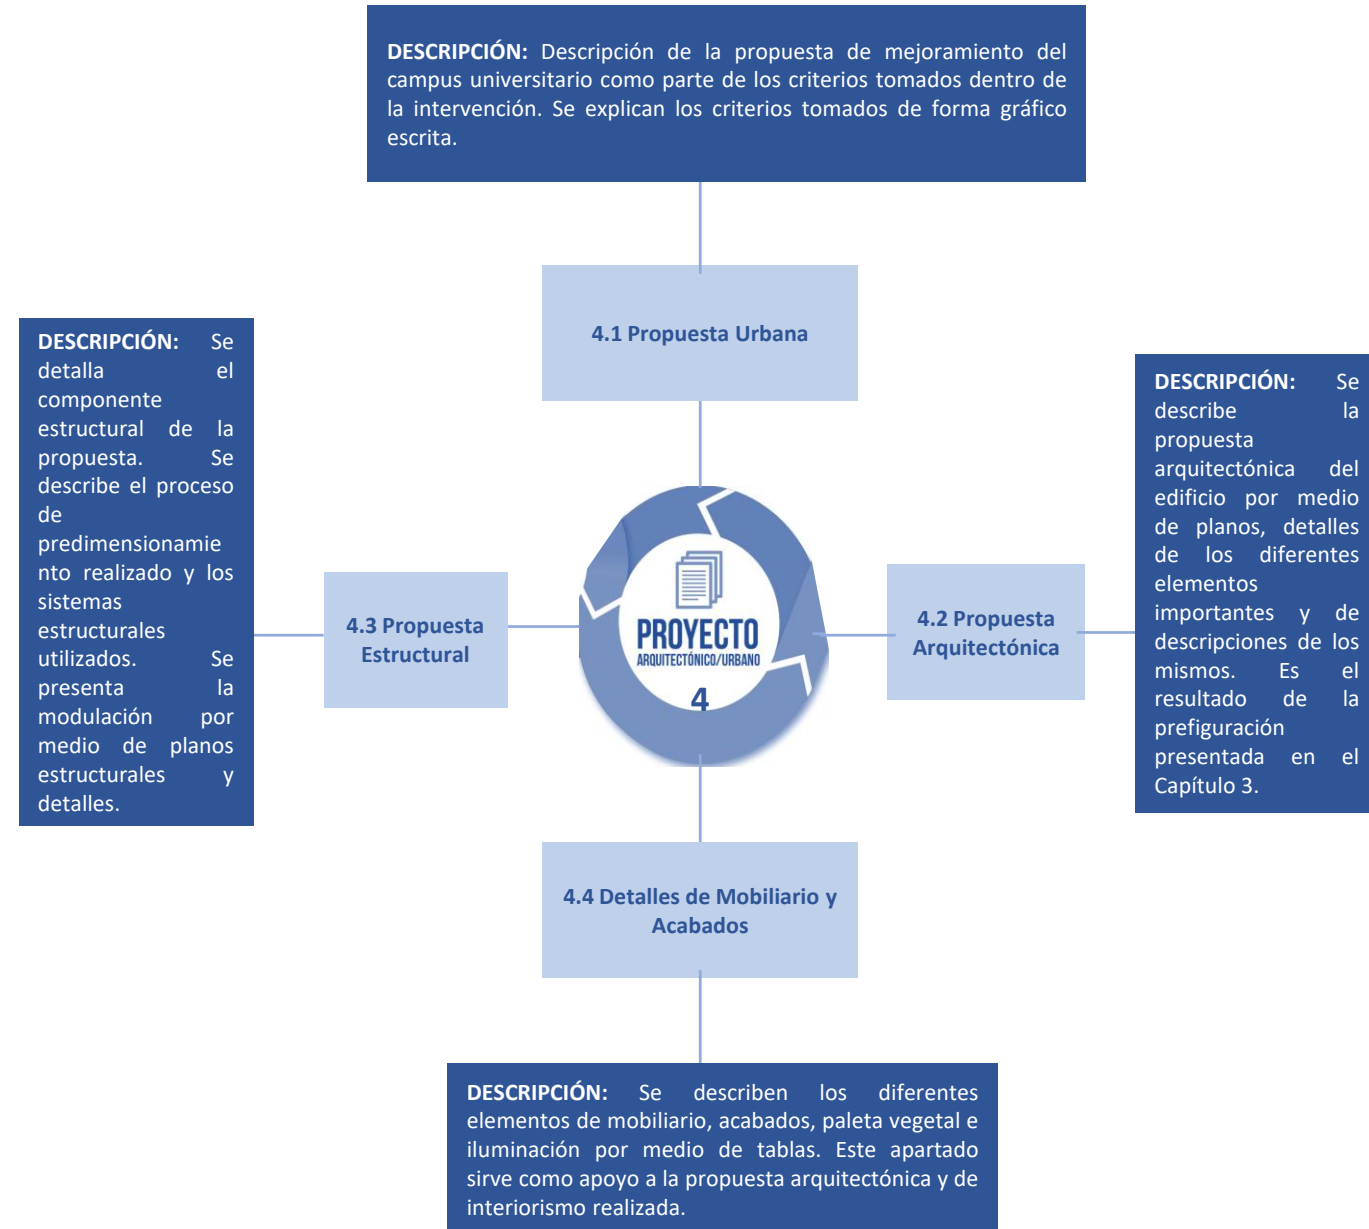 DESCRIPCIÓN: Descripción de la propuesta de mejoramiento del
campus universitario como parte de los criterios tomados dentro de
la intervención. Se explican los criterios tomados de forma gráfico
escrita.
4.1 Propuesta Urbana
DESCRIPCIÓN: Se
detalla el
componente
estructural de la
propuesta. Se
describe el proceso
de
predimensionamie
nto realizado y los
sistemas
estructurales
utilizados. Se
presenta la
modulación por
medio de planos
estructurales y
detalles.
4.3 Propuesta
Estructural
PROYECTO
ARQUITECTÓNICO/URBANO
4
4.2 Propuesta
Arquitectónica
DESCRIPCIÓN: Se
describe la
propuesta
arquitectónica del
edificio por medio
de planos, detalles
de los diferentes
elementos
importantes y de
descripciones de los
mismos. Es el
resultado de la
prefiguración
presentada en el
Capítulo 3.
4.4 Detalles de Mobiliario y
Acabados
DESCRIPCIÓN: Se describen los diferentes
elementos de mobiliario, acabados, paleta vegetal e
iluminación por medio de tablas. Este apartado
sirve como apoyo a la propuesta arquitectónica y de
interiorismo realizada.